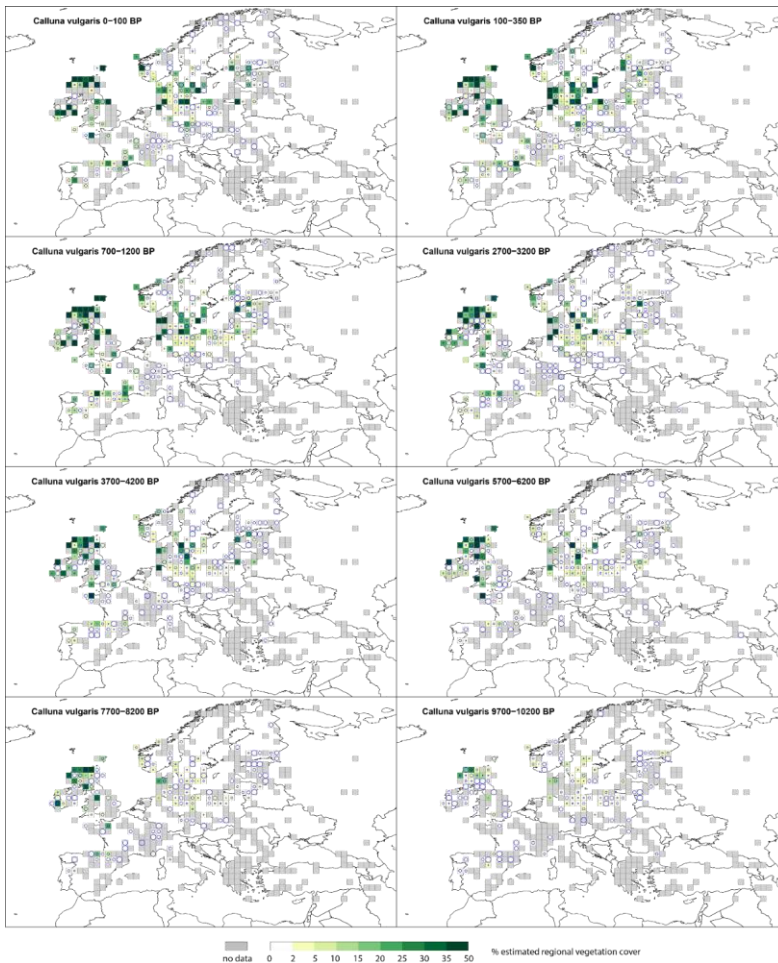 Calluna vulgaris 0−100 BP
Calluna vulgaris 100−350 BP
Calluna vulgaris 700−1200 BP
Calluna vulgaris 2700−3200 BP
Calluna vulgaris 3700−4200 BP
Calluna vulgaris 5700−6200 BP
Calluna vulgaris 7700−8200 BP
Calluna vulgaris 9700−10200 BP
no data 0 2 5 10 15 20 25 30 35 50 % estimated regional vegetation cover